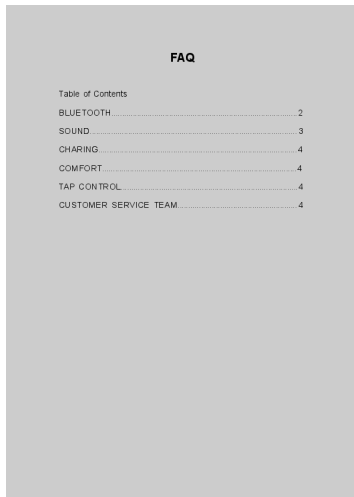 FAQ
Table of Contents
BLUETOOTH............................................................2
SOUND....................................................................3
CHARING.................................................................4
COMFORT................................................................4
TAP CONTROL..........................................................4
CUSTOMER SERVICE TEAM........................................4